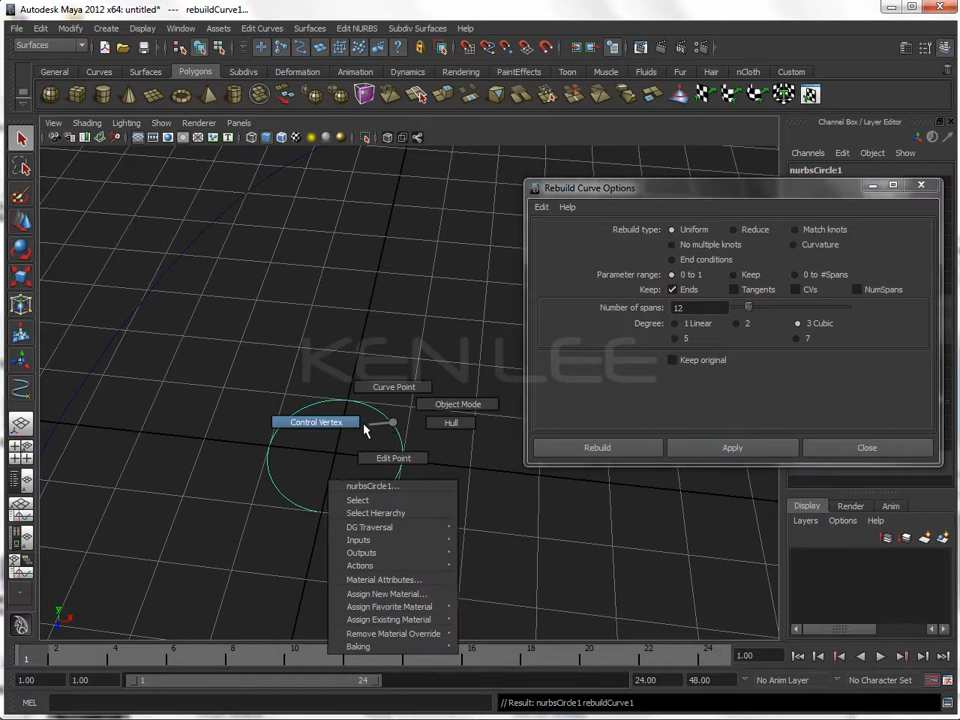 Autodesk Maya 2012 x64: untitled* --- rebuildCurve1...
File Edit Modify Create Display Window Assets Edit Curves Surfaces Edit NURBS Subdiv Surfaces Help
Surfaces
General Curves Surfaces Polygons Subdivs Deformation Animation Dynamics Rendering PaintEffects Toon Muscle Fluids Fur Hair nCloth Custom
View Shading Lighting Show Renderer Panels
Channel Box / Layer Editor
Channels Edit Object Show
nurbsCircle1
Rebuild Curve Options
Edit Help
Rebuild type: Uniform Reduce Match knots
No multiple knots Curvature
End conditions
Parameter range: 0 to 1 Keep 0 to #Spans
Keep: Ends Tangents CVs NumSpans
Number of spans: 12
Degree: 1 Linear 2 3 Cubic
5 7
Keep original
Rebuild Apply Close
KEN LEE
Curve Point
Object Mode
Control Vertex
Hull
Edit Point
nurbsCircle1...
Select
Select Hierarchy
DG Traversal
Inputs
Outputs
Actions
Material Attributes...
Assign New Material...
Assign Favorite Material
Assign Existing Material
Remove Material Override
Baking
Display Render Anim
Layers Options Help
y
x
2 4 6 8 10 12 14 16 18 20 22 24
1
1.00
1.00 1.00 1 24 24.00 48.00 No Anim Layer No Character Set
MEL // Result: nurbsCircle1 rebuildCurve1